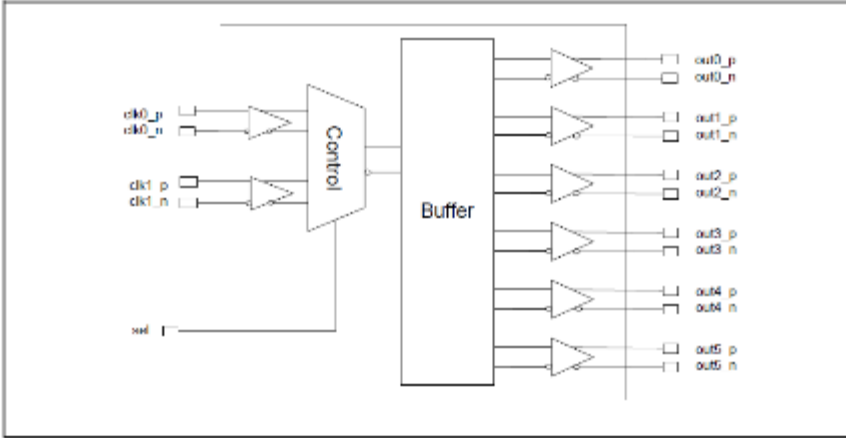 clk0_p
clk0_n
clk1_p
clk1_n
sel
Control
Buffer
out0_p
out0_n
out1_p
out1_n
out2_p
out2_n
out3_p
out3_n
out4_p
out4_n
out5_p
out5_n